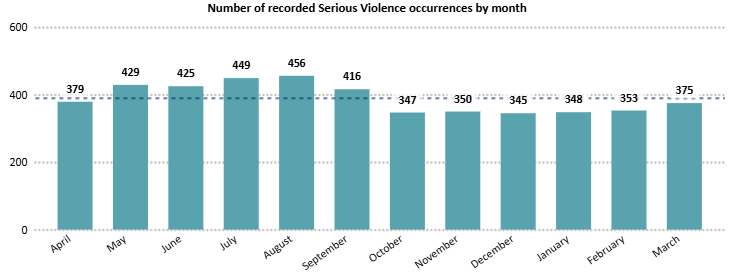 Number of recorded Serious Violence occurrences by month
600
400
200
0
379
429
425
449
456
416
347
350
345
348
353
375
April
May
June
July
August
September
October
November
December
January
February
March